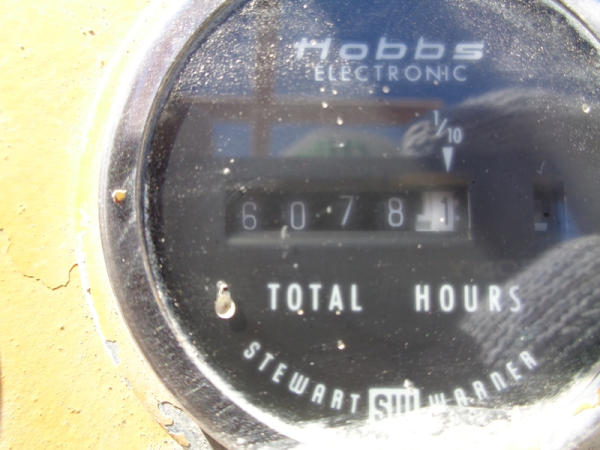 Hobbs
ELECTRONIC
1/10
6 0 7 8 1
TOTAL HOURS
STEWART SW WARNER